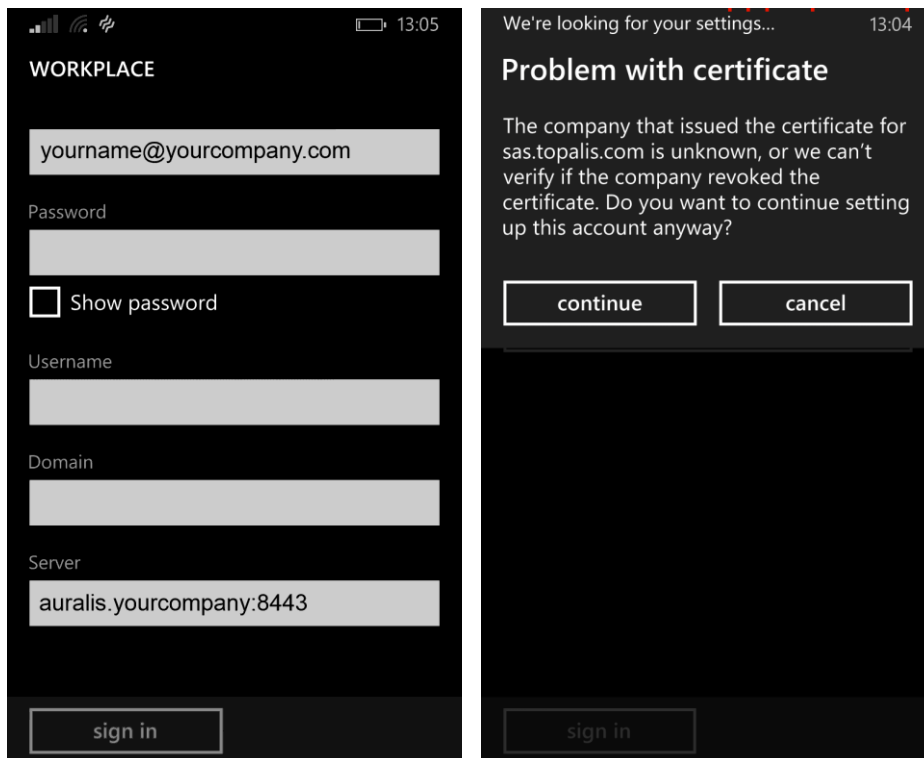 13:05
WORKPLACE
yourname@yourcompany.com
Password
Show password
Username
Domain
Server
auralis.yourcompany:8443
sign in
We're looking for your settings...
13:04
Problem with certificate
The company that issued the certificate for
sas.topalis.com is unknown, or we can't
verify if the company revoked the
certificate. Do you want to continue setting
up this account anyway?
continue
cancel
sign in